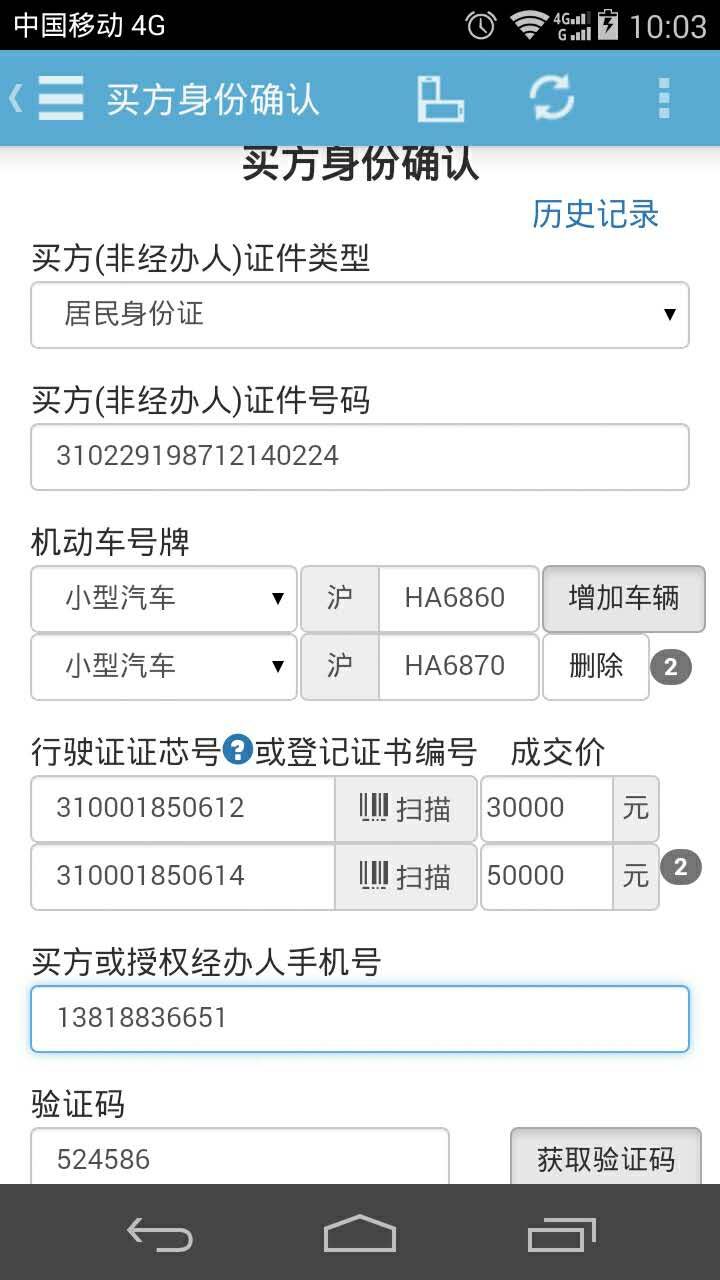 中国移动 4G 4G G 10:03
买方身份确认
买方身份确认
历史记录
买方(非经办人)证件类型
居民身份证
买方(非经办人)证件号码
310229198712140224
机动车号牌
小型汽车 沪 HA6860 增加车辆
小型汽车 沪 HA6870 删除 2
行驶证证芯号?或登记证书编号 成交价
310001850612 扫描 30000 元
310001850614 扫描 50000 元 2
买方或授权经办人手机号
13818836651
验证码
524586 获取验证码